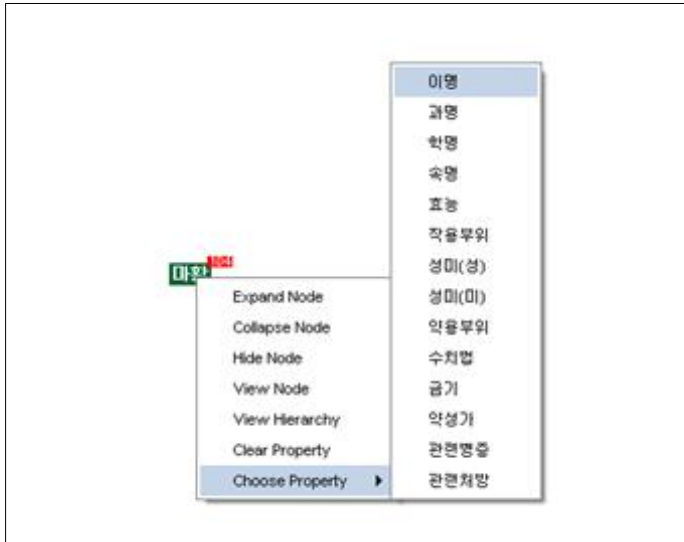 마황
Expand Node
Collapse Node
Hide Node
View Node
View Hierarchy
Clear Property
Choose Property
이명
과명
학명
속명
효능
작용부위
성미(성)
성미(미)
약용부위
수치법
금기
약성가
관련병증
관련처방